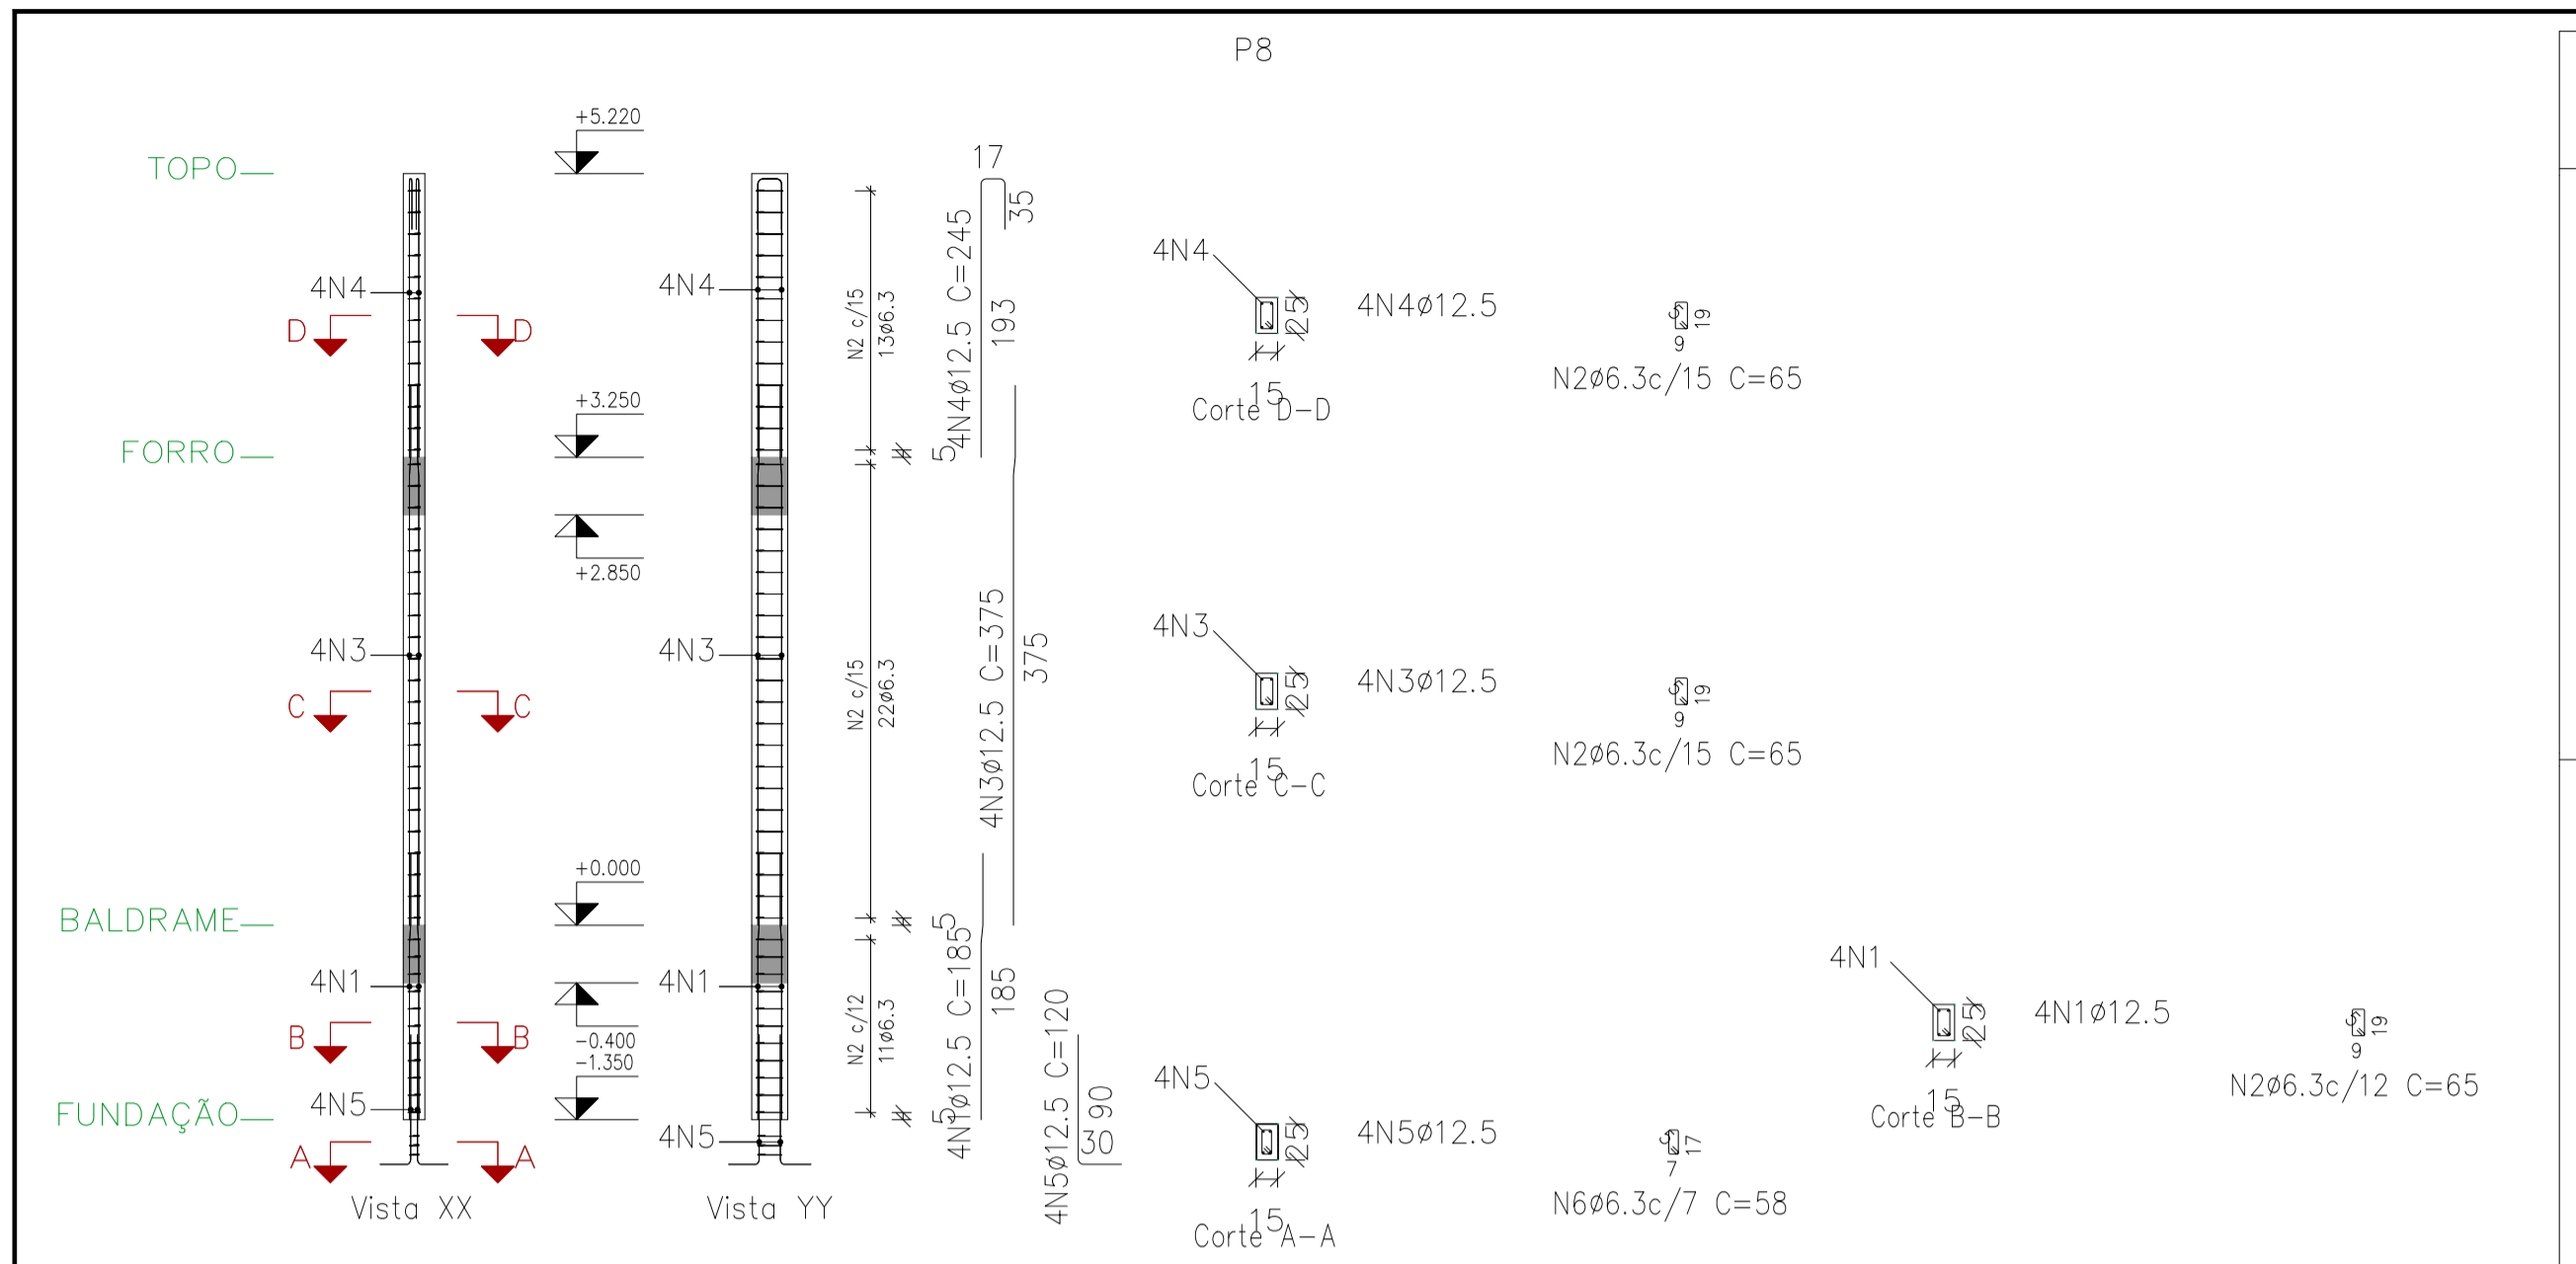 P8
TOPO
FORRO
BALDRAME
FUNDAÇÃO
4N4
D
D
4N3
C
C
4N1
B
B
4N5
A
A
Vista XX
+5.220
+3.250
+2.850
+0.000
-0.400
-1.350
4N4
4N3
4N1
4N5
Vista YY
N2 c/15
13ø6.3
N2 c/15
22ø6.3
N2 c/12
11ø6.3
5
5
5
17
35
4N4ø12.5 C=245
193
4N3ø12.5 C=375
375
4N1ø12.5 C=185
185
4N5ø12.5 C=120
90
30
4N4
25
15
4N4ø12.5
Corte D-D
5
19
9
N2ø6.3c/15 C=65
4N3
25
15
4N3ø12.5
Corte C-C
5
19
9
N2ø6.3c/15 C=65
4N1
25
15
4N1ø12.5
Corte B-B
5
19
9
N2ø6.3c/12 C=65
4N5
25
15
4N5ø12.5
Corte A-A
5
17
7
N6ø6.3c/7 C=58